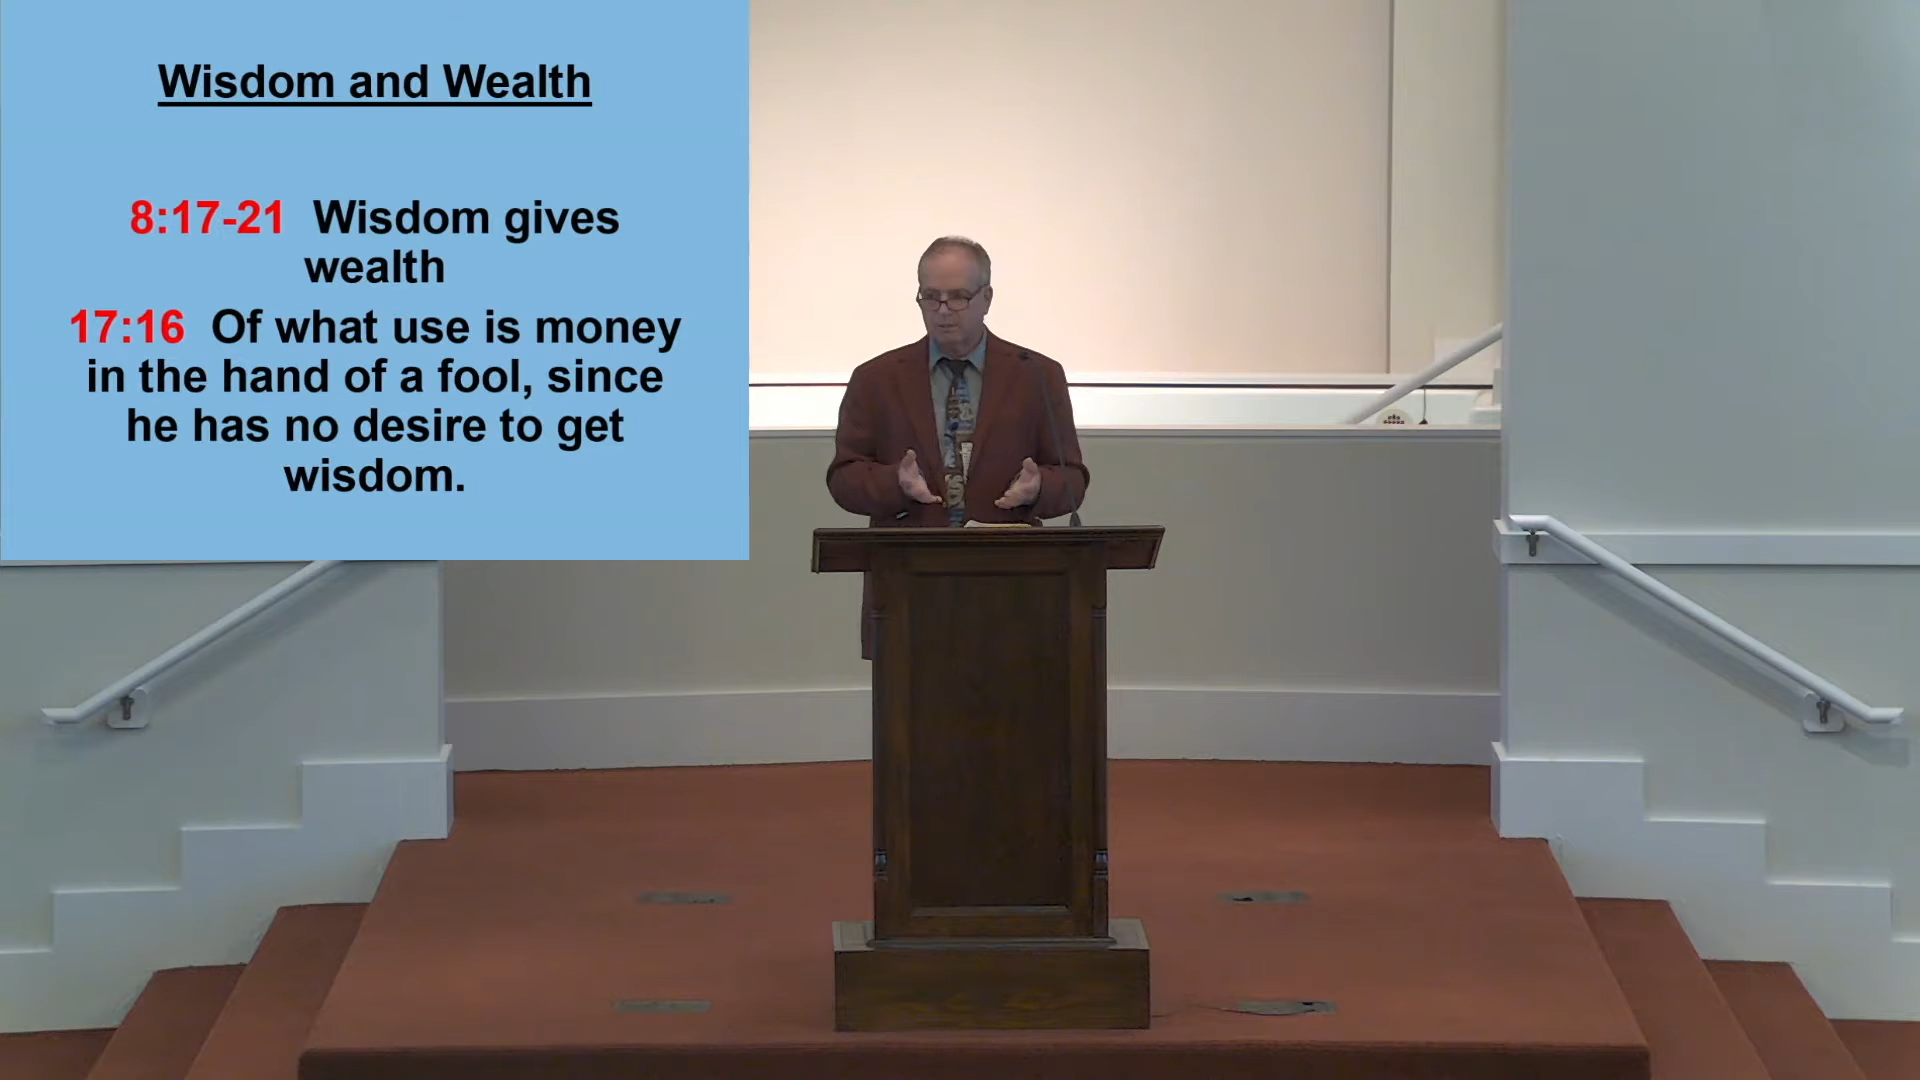 Wisdom and Wealth
8:17-21 Wisdom gives
wealth
17:16 Of what use is money
in the hand of a fool, since
he has no desire to get
wisdom.